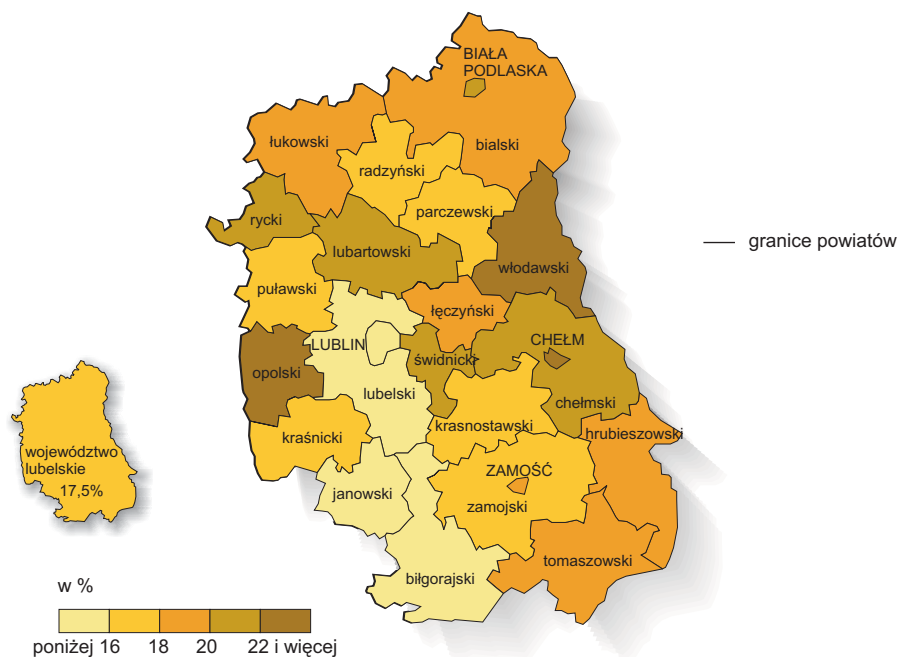 BIAŁA
PODLASKA
łukowski
bialski
radzyński
parczewski
rycki
lubartowski
włodawski
granice powiatów
puławski
łęczyński
LUBLIN
CHEŁM
świdnicki
opolski
lubelski
chełmski
krasnostawski
hrubieszowski
kraśnicki
województwo
lubelskie
17,5%
ZAMOŚĆ
janowski
zamojski
tomaszowski
biłgorajski
w %
poniżej 16 18 20 22 i więcej